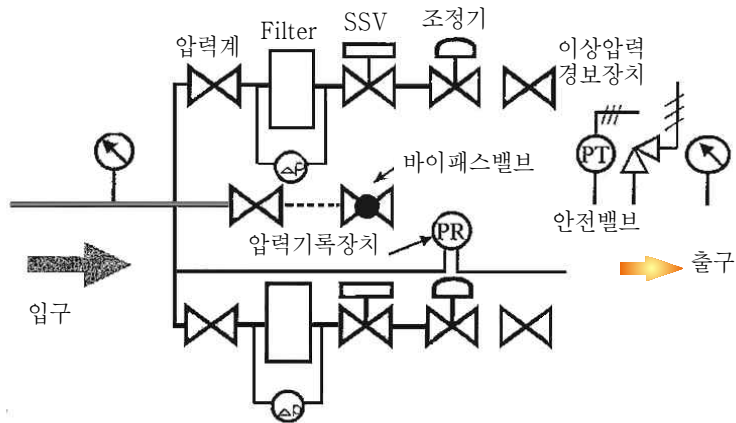 압력계
Filter
SSV
조정기
이상압력
경보장치
ΔP
PT
바이패스밸브
안전밸브
압력기록장치
PR
입구
출구
ΔP